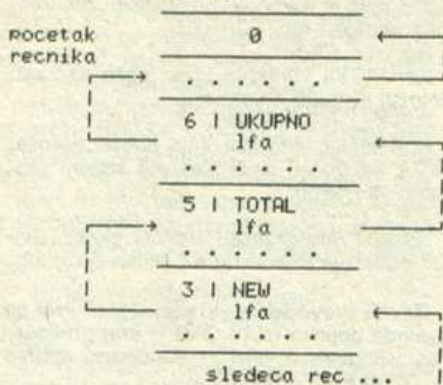 0
pocetak
recnika
. . . . . .
6 | UKUPNO
lfa
. . . . . .
5 | TOTAL
lfa
. . . . . .
3 | NEW
lfa
. . . . . .
sledeca rec ...